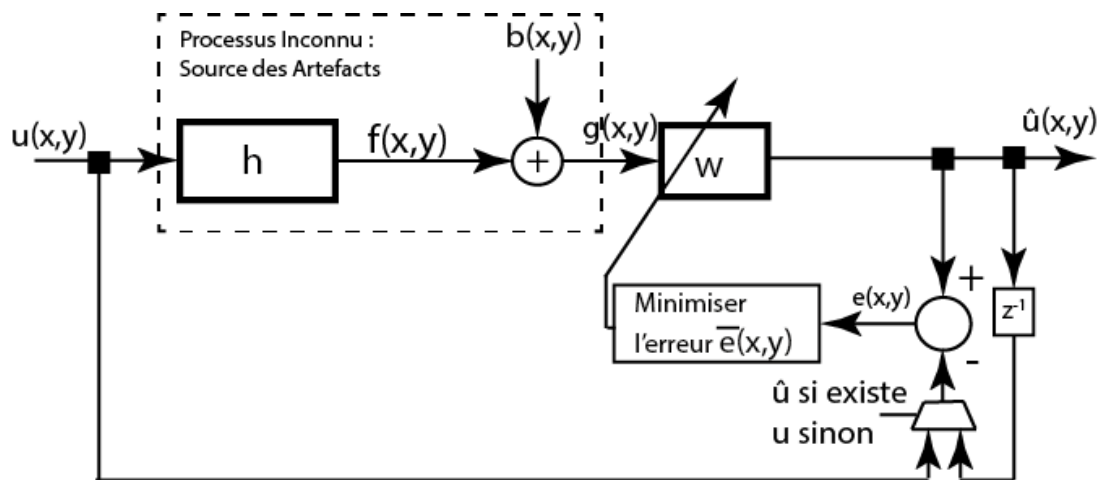 Processus Inconnu :
Source des Artefacts
b(x,y)
u(x,y)
h
f(x,y)
+
g(x,y)
w
û(x,y)
Minimiser
l'erreur e̅(x,y)
e(x,y)
+
-
z⁻¹
û si existe
u sinon